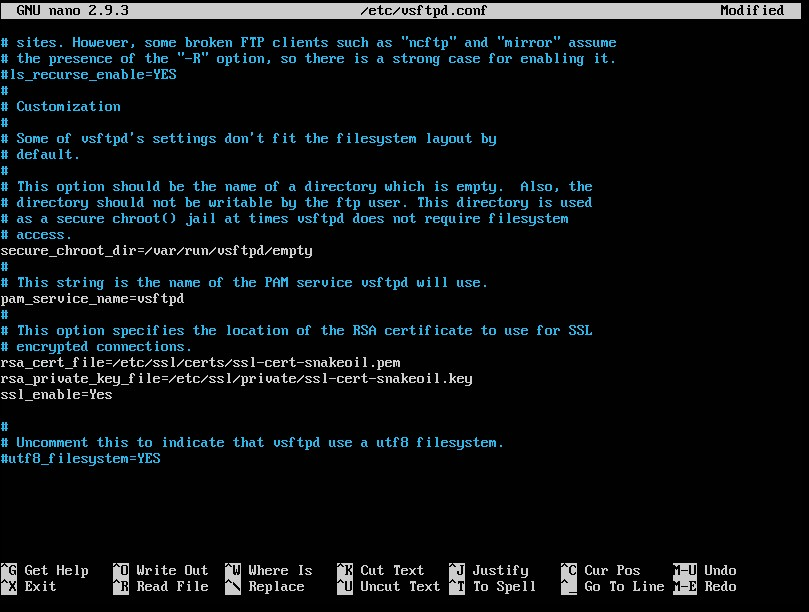 GNU nano 2.9.3 /etc/vsftpd.conf Modified
# sites. However, some broken FTP clients such as "ncftp" and "mirror" assume
# the presence of the "-R" option, so there is a strong case for enabling it.
#ls_recurse_enable=YES
#
# Customization
#
# Some of vsftpd's settings don't fit the filesystem layout by
# default.
#
# This option should be the name of a directory which is empty.  Also, the
# directory should not be writable by the ftp user. This directory is used
# as a secure chroot() jail at times vsftpd does not require filesystem
# access.
secure_chroot_dir=/var/run/vsftpd/empty
#
# This string is the name of the PAM service vsftpd will use.
pam_service_name=vsftpd
#
# This option specifies the location of the RSA certificate to use for SSL
# encrypted connections.
rsa_cert_file=/etc/ssl/certs/ssl-cert-snakeoil.pem
rsa_private_key_file=/etc/ssl/private/ssl-cert-snakeoil.key
ssl_enable=Yes
#
# Uncomment this to indicate that vsftpd use a utf8 filesystem.
#utf8_filesystem=YES
^G Get Help ^O Write Out ^W Where Is ^K Cut Text ^J Justify ^C Cur Pos M-U Undo
^X Exit ^R Read File ^\ Replace ^U Uncut Text ^T To Spell ^_ Go To Line M-E Redo